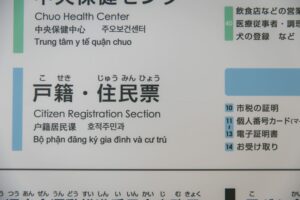 中央保健センター
Chuo Health Center
中央保健中心 주오보건센터
Trung tâm y tế quận chuo
こ せき じゅう みん ひょう
戸籍・住民票
Citizen Registration Section
户籍居民课 호적주민과
Bộ phận đăng ký gia đình và cư trú
飲食店などの営業
40 医療従事者・調理
犬の登録 など
10 市税の証明
11 個人番号カード(マ
13 電子証明書
14 お受け取り